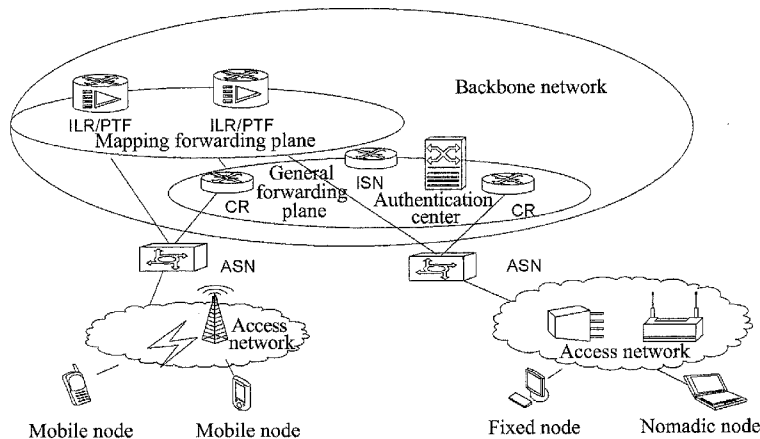 Backbone network
ILR/PTF
ILR/PTF
Mapping forwarding plane
General
forwarding
plane
ISN
Authentication
center
CR
CR
ASN
ASN
Access
network
Access network
Mobile node
Mobile node
Fixed node
Nomadic node